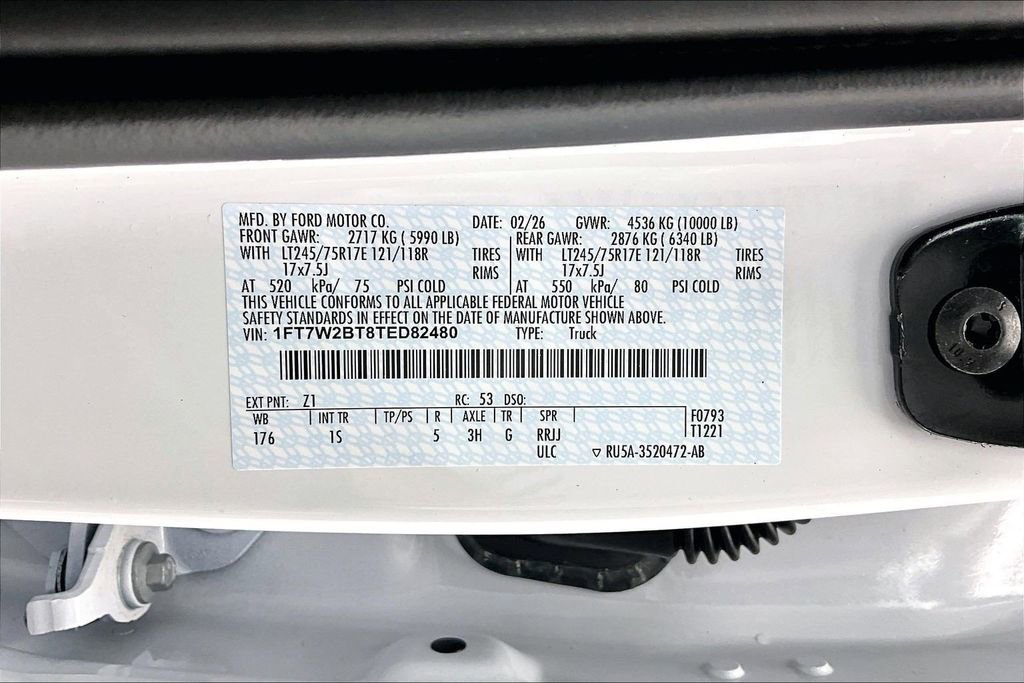 MFD. BY FORD MOTOR CO. DATE: 02/26 GVWR: 4536 KG (10000 LB)
FRONT GAWR: 2717 KG ( 5990 LB) REAR GAWR: 2876 KG ( 6340 LB)
WITH LT245/75R17E 121/118R TIRES WITH LT245/75R17E 121/118R TIRES
17x7.5J RIMS 17x7.5J RIMS
AT 520 kPa/ 75 PSI COLD AT 550 kPa/ 80 PSI COLD
THIS VEHICLE CONFORMS TO ALL APPLICABLE FEDERAL MOTOR VEHICLE
SAFETY STANDARDS IN EFFECT ON THE DATE OF MANUFACTURE SHOWN ABOVE.
VIN: 1FT7W2BT8TED82480 TYPE: Truck
EXT PNT: Z1 RC: 53 DSO:
WB INT TR TP/PS R AXLE TR SPR F0793
176 1S 5 3H G RRJJ T1221
ULC RU5A-3520472-AB